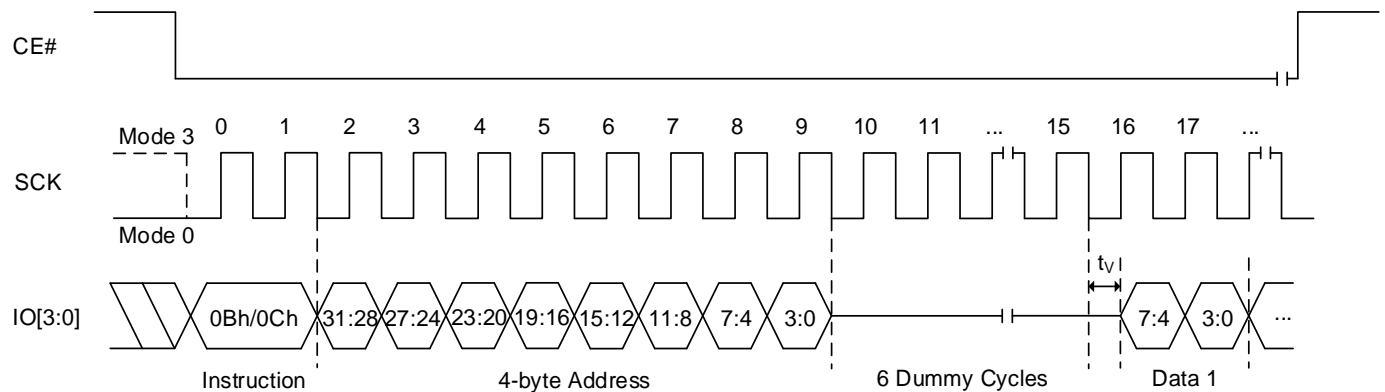 CE#
0 1 2 3 4 5 6 7 8 9 10 11 ... 15 16 17 ...
Mode 3
SCK
Mode 0
tV
IO[3:0] 0Bh/0Ch 31:28 27:24 23:20 19:16 15:12 11:8 7:4 3:0 7:4 3:0 ...
Instruction 4-byte Address 6 Dummy Cycles Data 1